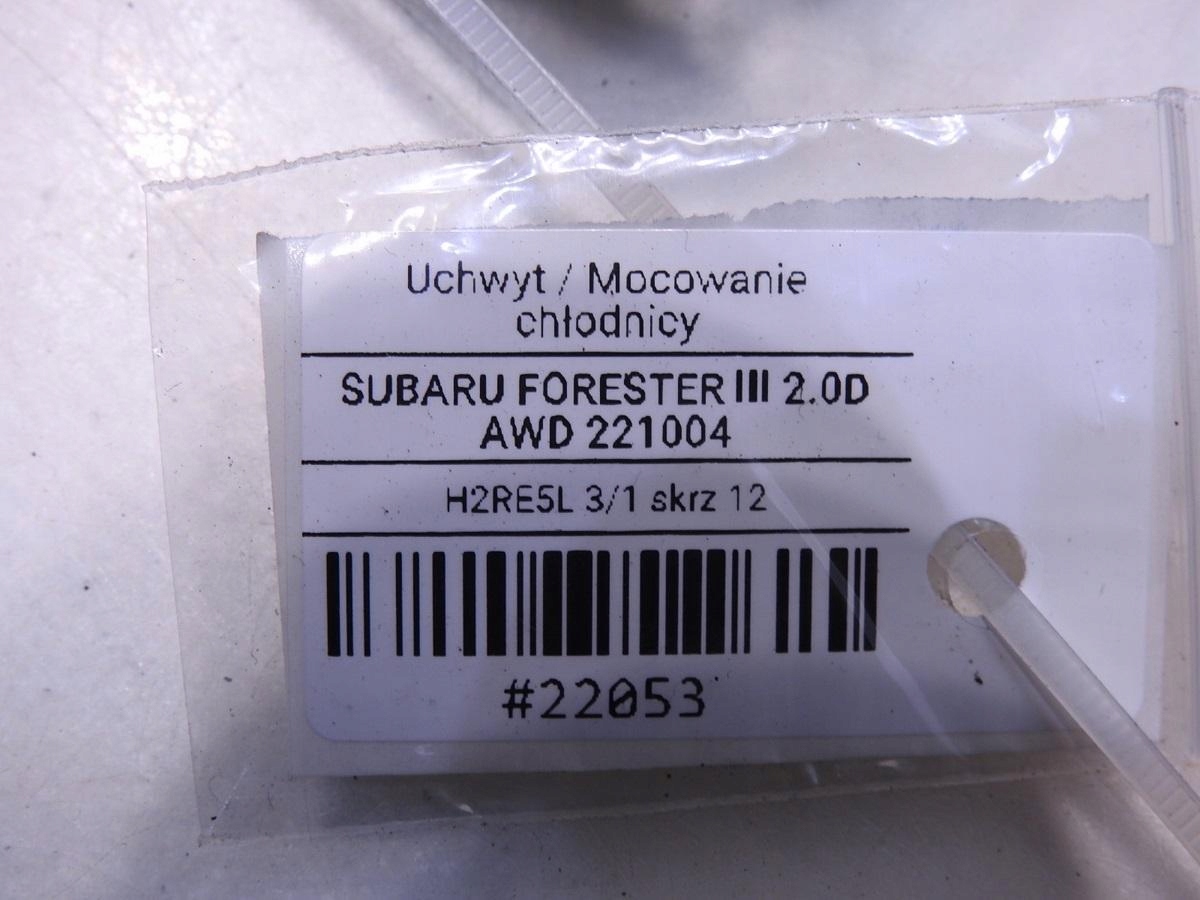 Uchwyt / Mocowanie
chłodnicy
SUBARU FORESTER III 2.0D
AWD 221004
H2RE5L 3/1 skrz 12
#22053